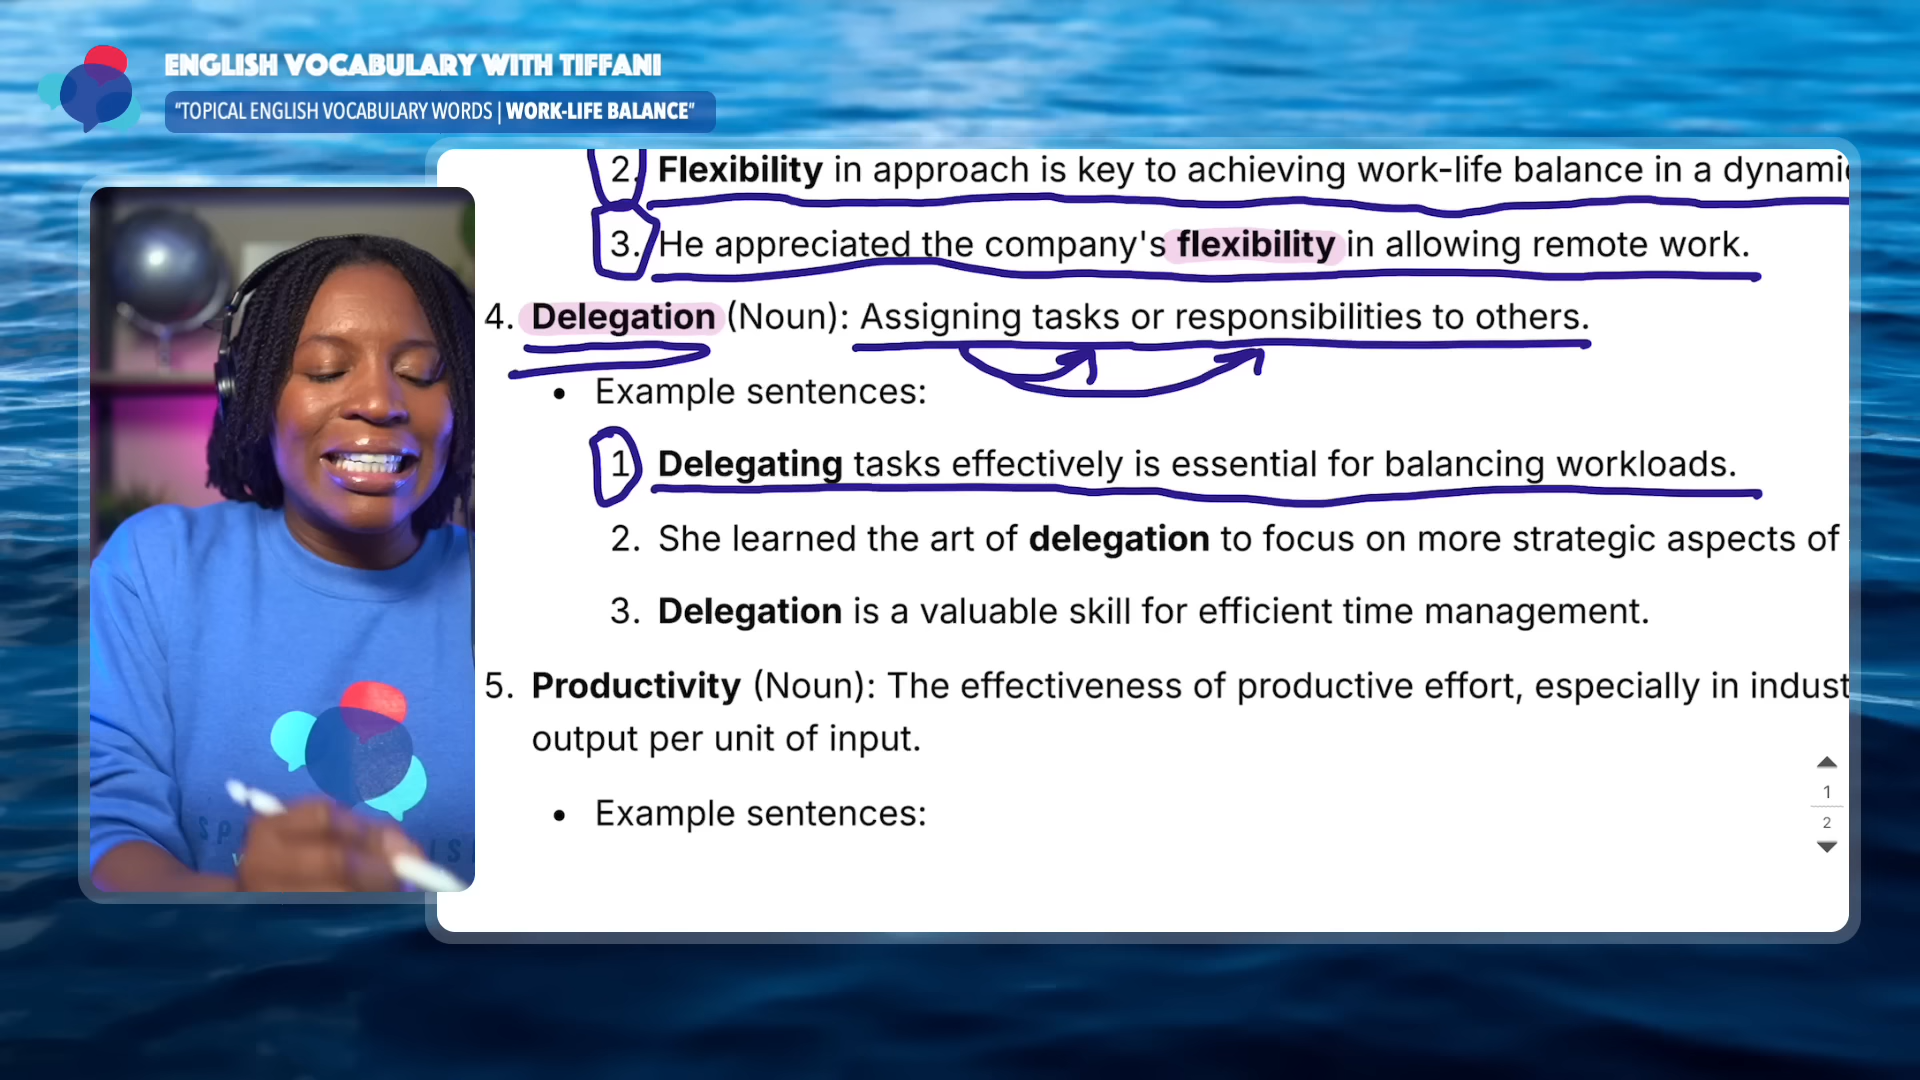 ENGLISH VOCABULARY WITH TIFFANI
"TOPICAL ENGLISH VOCABULARY WORDS | WORK-LIFE BALANCE"
2. Flexibility in approach is key to achieving work-life balance in a
3. He appreciated the company's flexibility in allowing remote work.
4. Delegation (Noun): Assigning tasks or responsibilities to others.
• Example sentences:
1 Delegating tasks effectively is essential for balancing workloads.
2. She learned the art of delegation to focus on more strategic aspects of
3. Delegation is a valuable skill for efficient time management.
5. Productivity (Noun): The effectiveness of productive effort, especially in
output per unit of input.
• Example sentences:
1
2